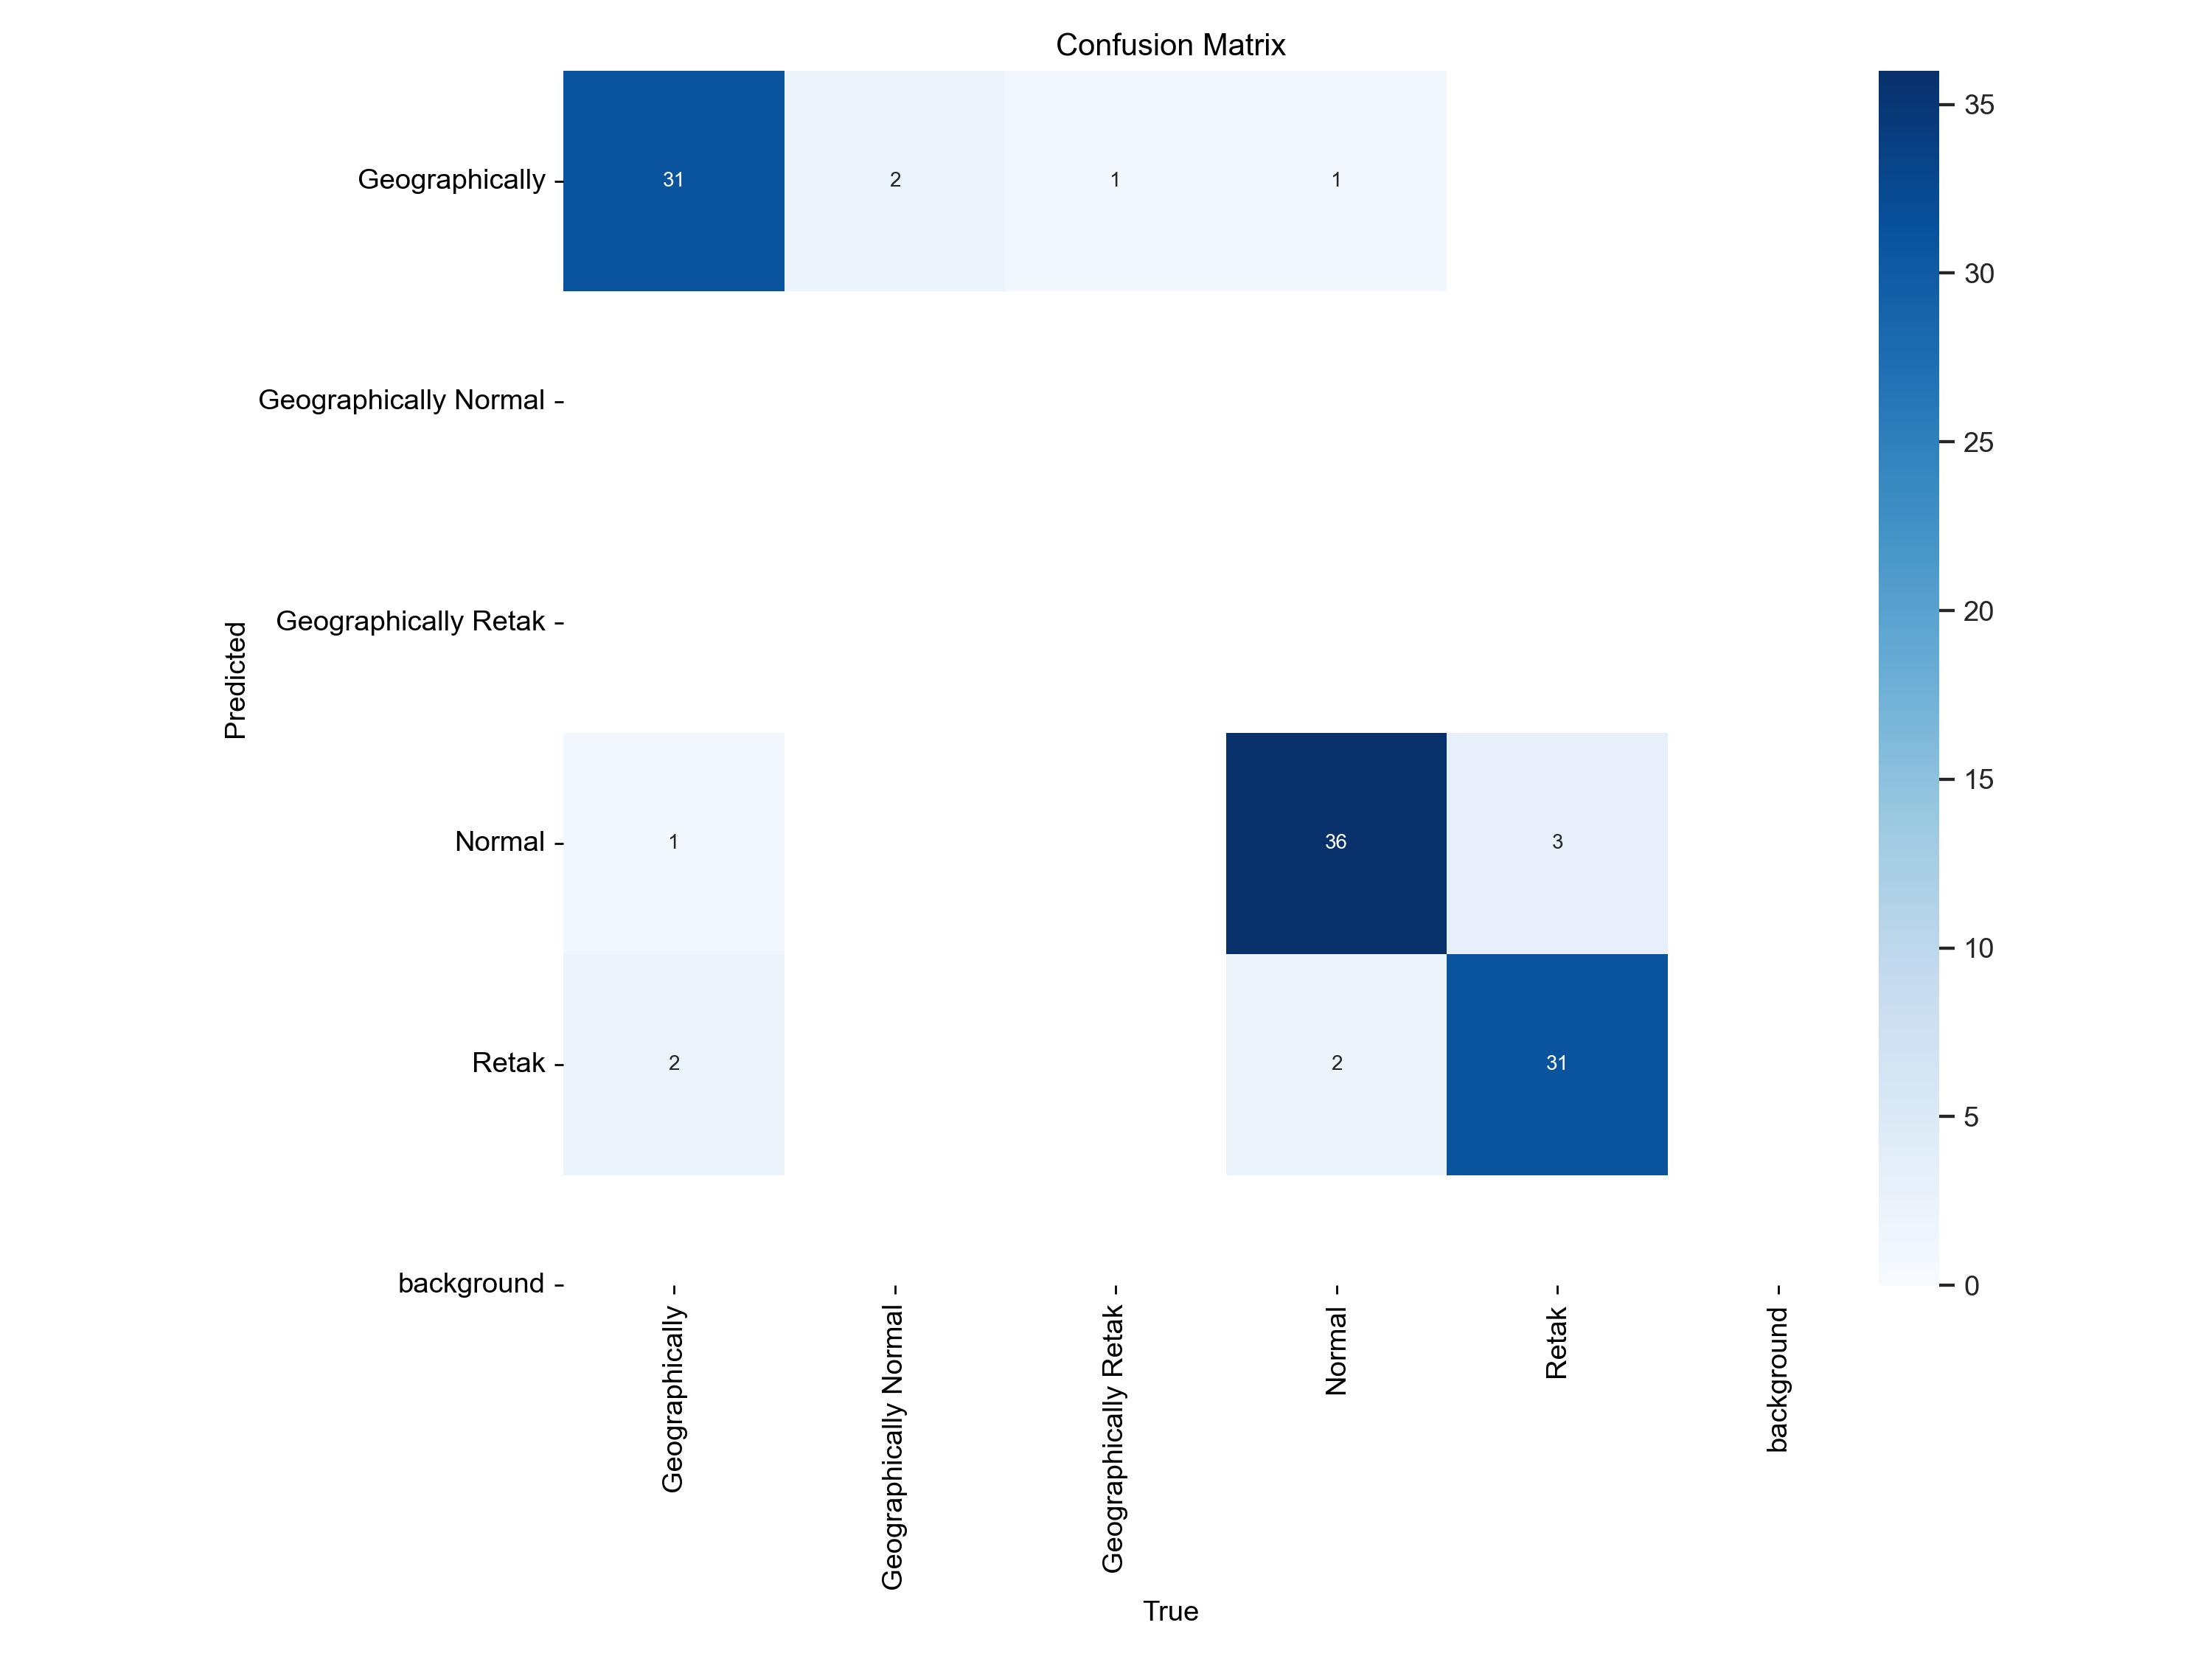 Confusion Matrix
Geographically
31 2 1 1
Geographically Normal
Geographically Retak
Normal
1 36 3
Retak
2 2 31
background
Predicted
Geographically
Geographically Normal
Geographically Retak
Normal
Retak
background
True
35
30
25
20
15
10
5
0